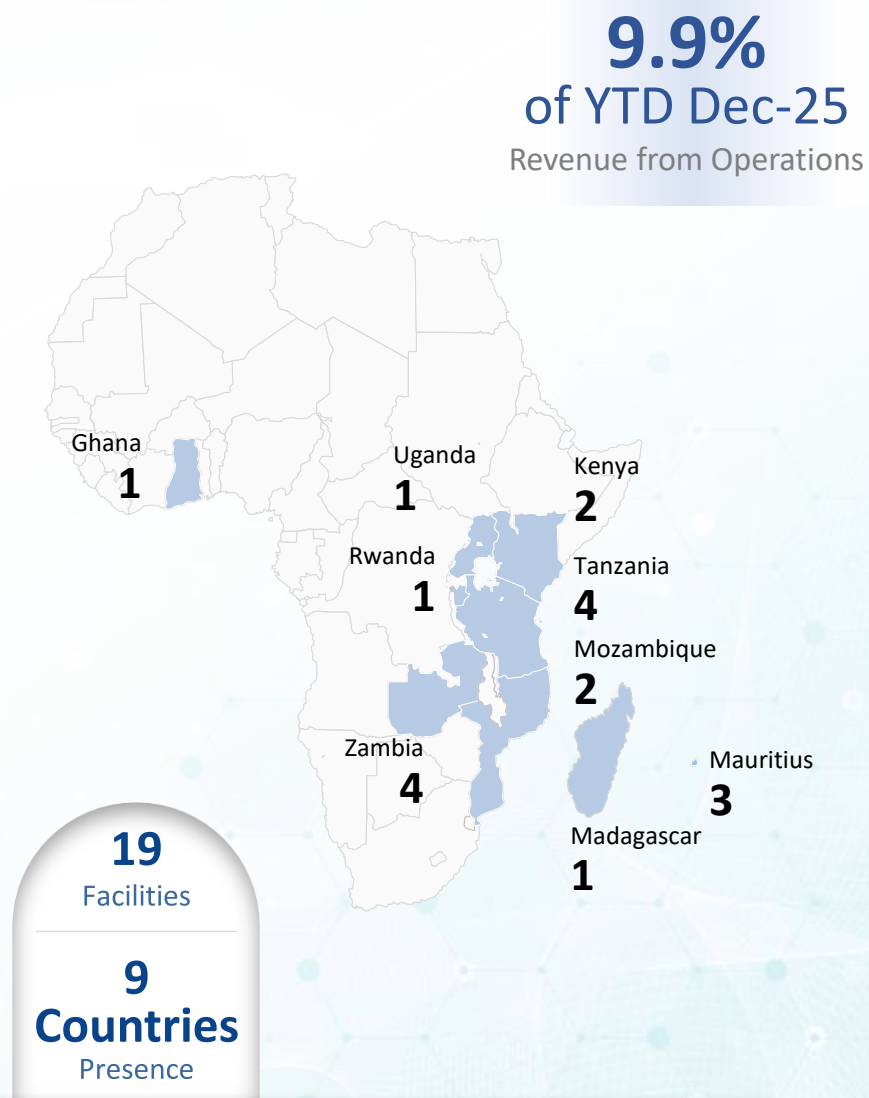 9.9%
of YTD Dec-25
Revenue from Operations
Ghana
1
Uganda
1
Kenya
2
Rwanda
1
Tanzania
4
Mozambique
2
Zambia
4
Mauritius
3
Madagascar
1
19
Facilities
9
Countries
Presence